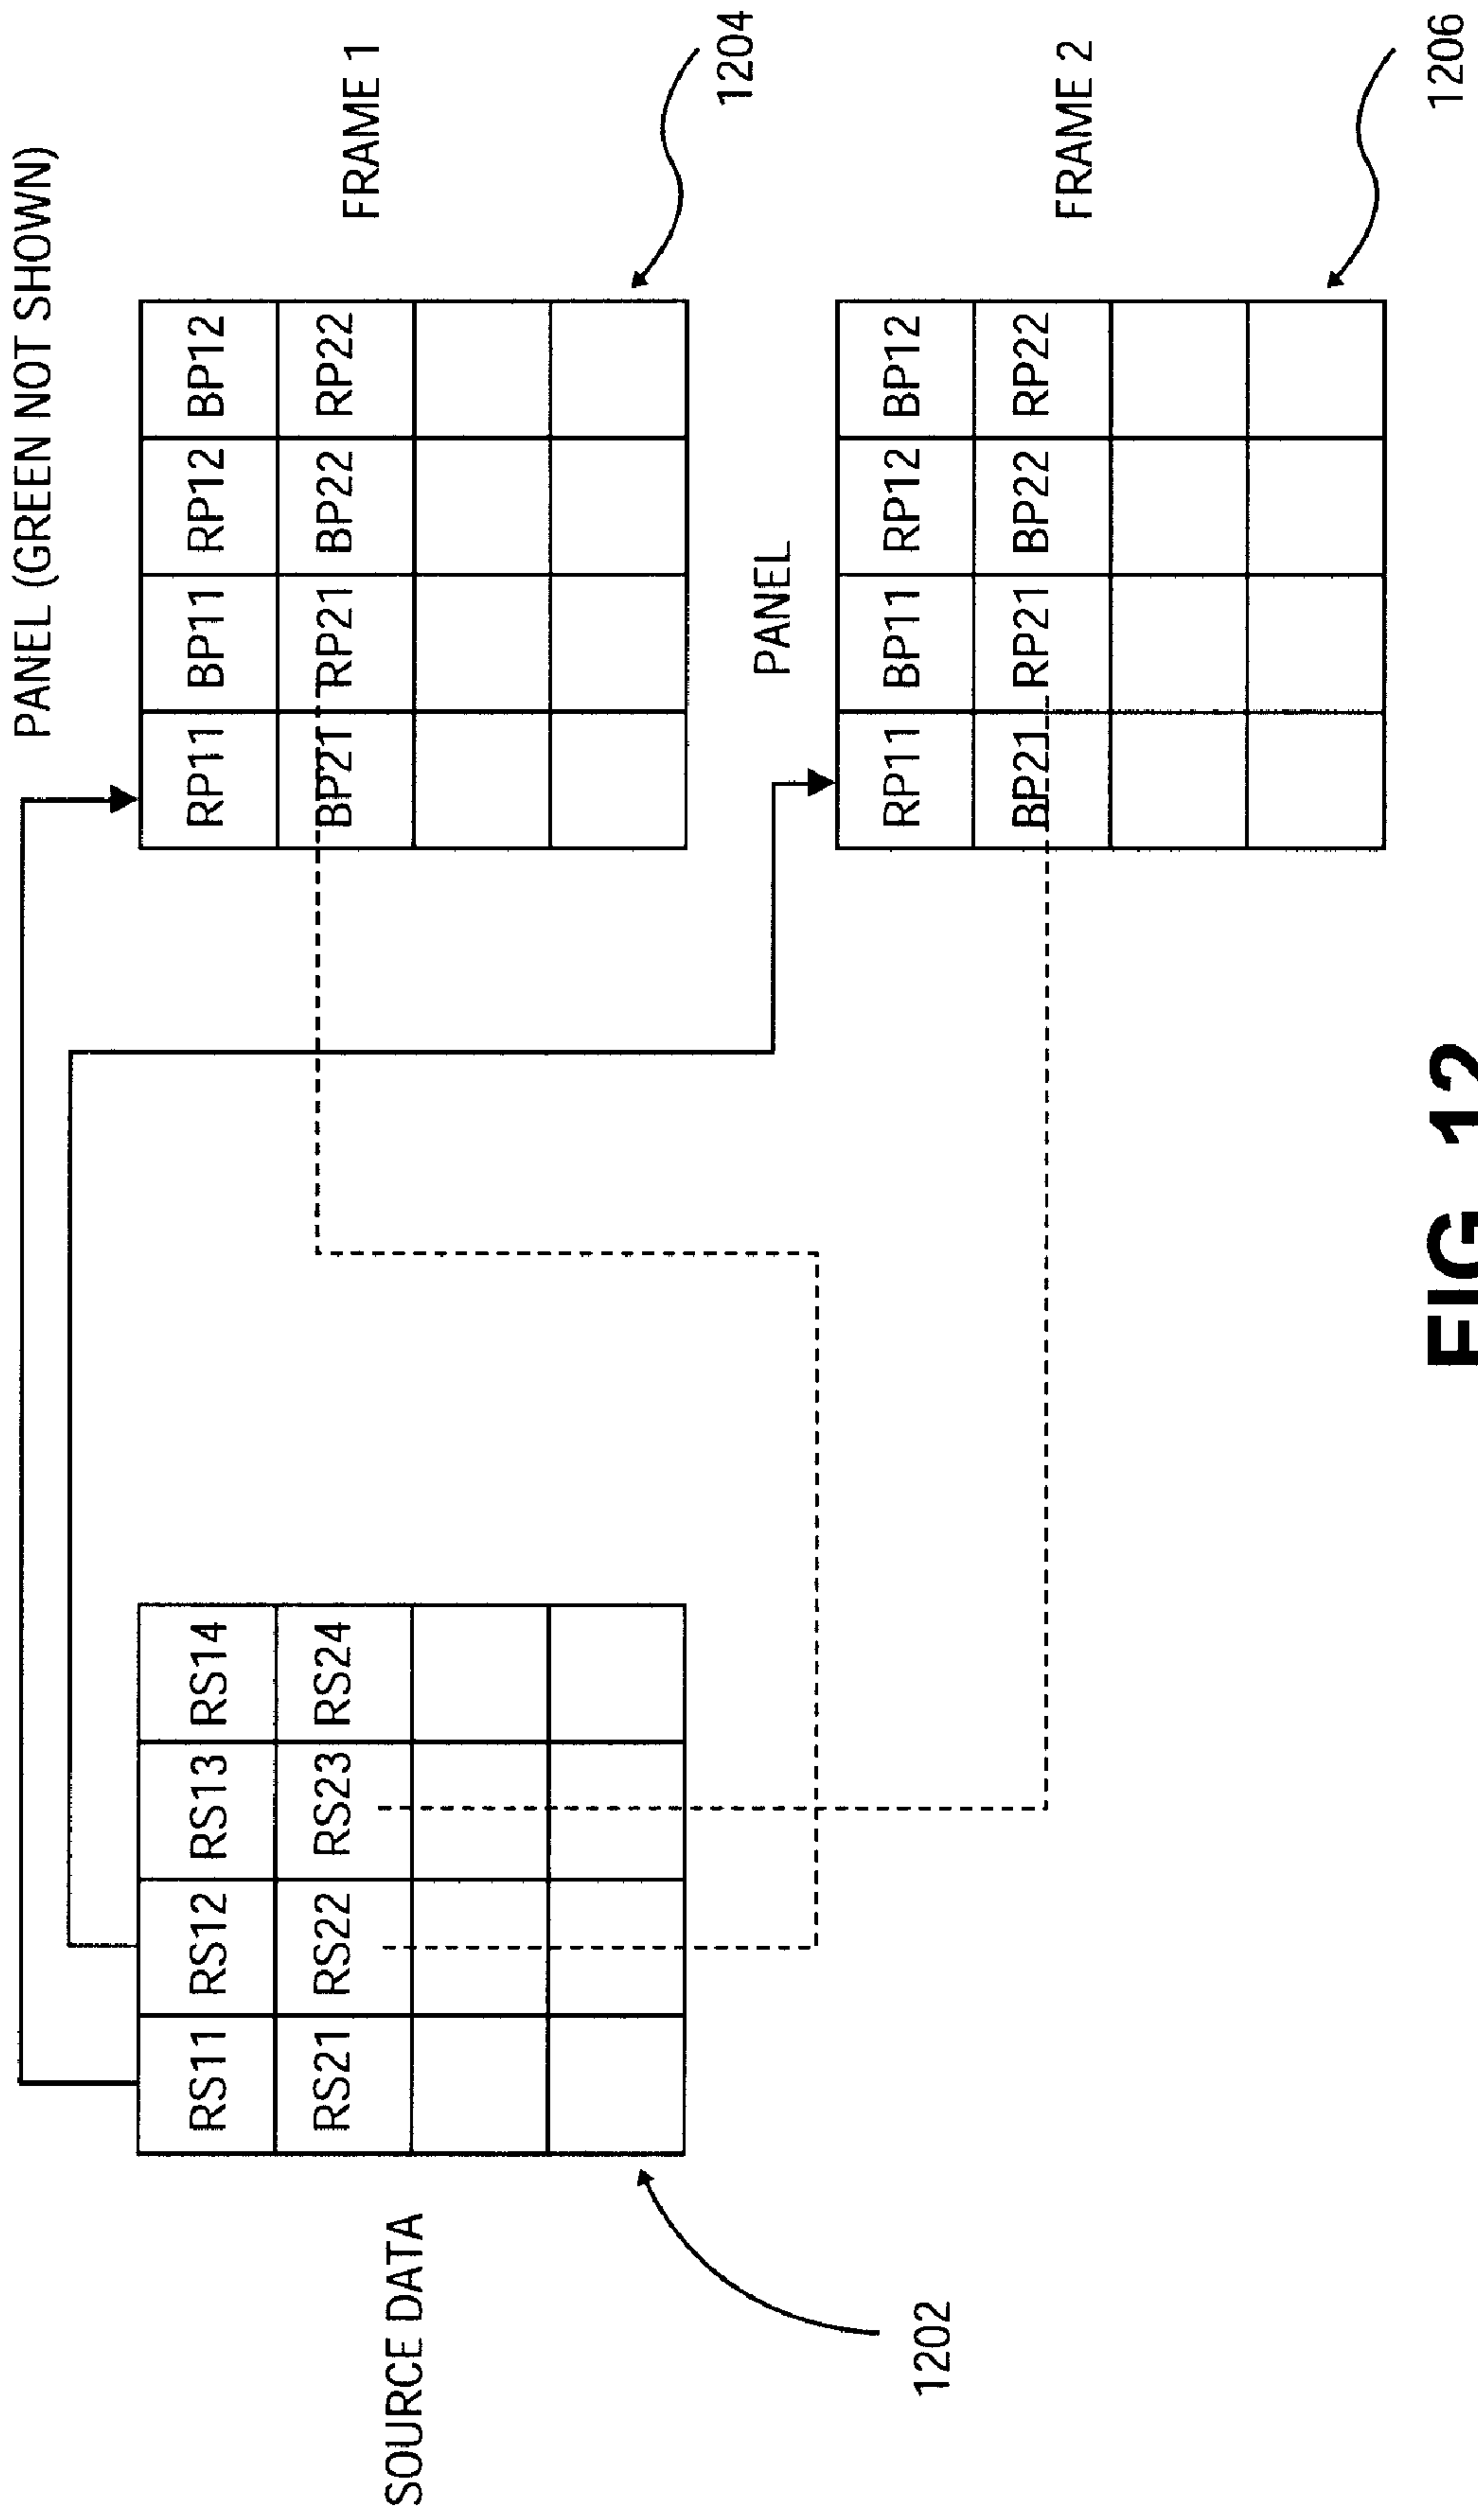 PANEL (GREEN NOT SHOWN)
SOURCE DATA
RS11 RS12 RS13 RS14
RS21 RS22 RS23 RS24
1202
RP11 BP11 RP12 BP12
BP21 RP21 BP22 RP22
FRAME 1
1204
PANEL
RP11 BP11 RP12 BP12
BP21 RP21 BP22 RP22
FRAME 2
1206
FIG 12